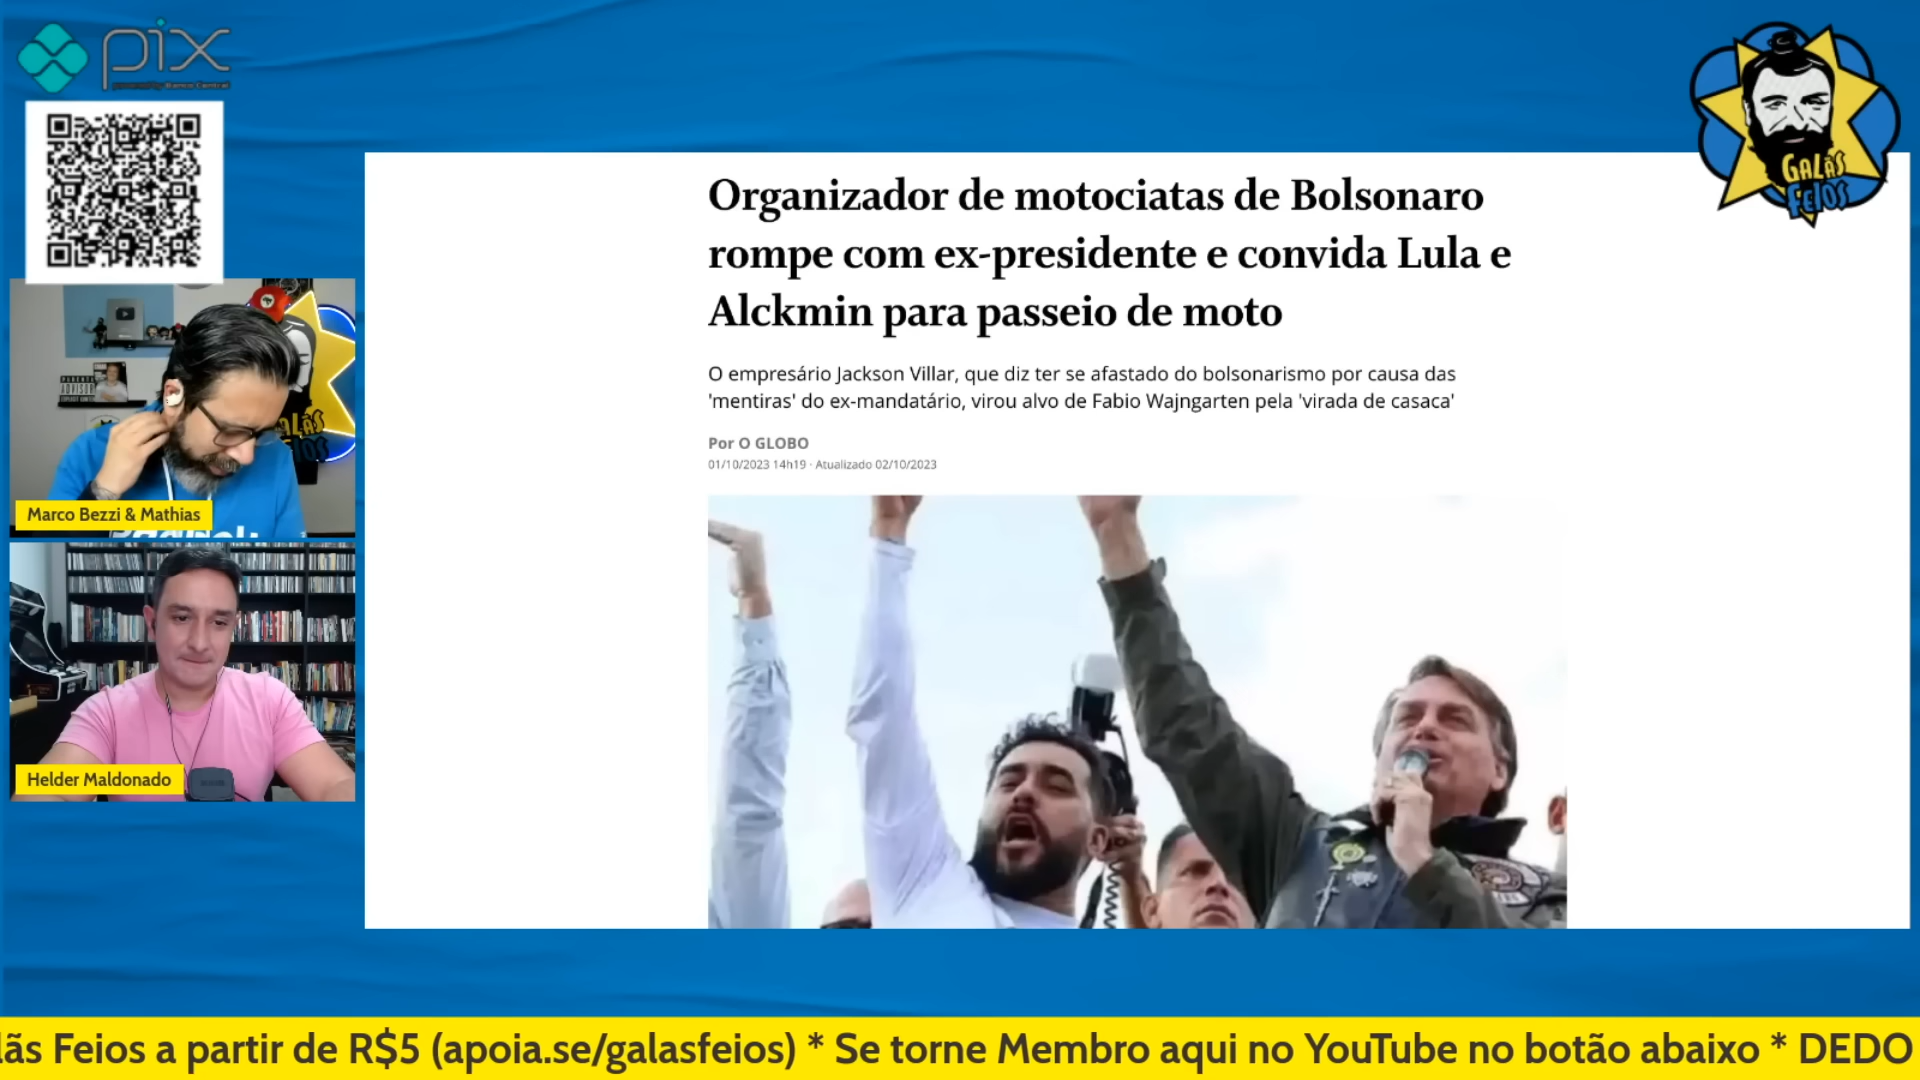 pix
powered by Banco Central
GALÃS
FEIOS
Organizador de motociatas de Bolsonaro
rompe com ex-presidente e convida Lula e
Alckmin para passeio de moto
O empresário Jackson Villar, que diz ter se afastado do bolsonarismo por causa das
'mentiras' do ex-mandatário, virou alvo de Fabio Wajngarten pela 'virada de casaca'
Por O GLOBO
01/10/2023 14h19 · Atualizado 02/10/2023
Marco Bezzi & Mathias
Helder Maldonado
lãs Feios a partir de R$5 (apoia.se/galasfeios) * Se torne Membro aqui no YouTube no botão abaixo * DEDO